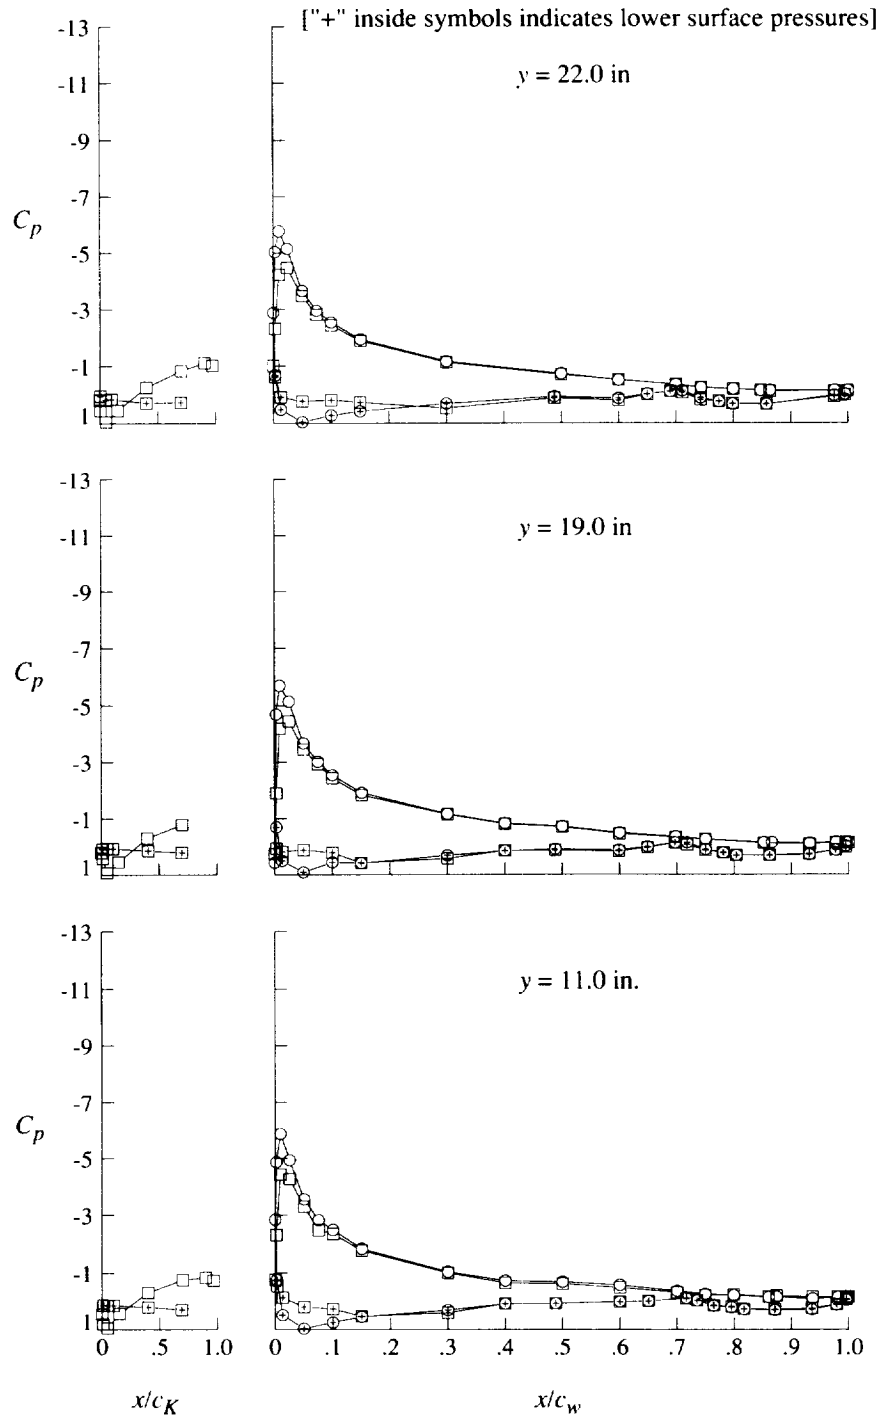 ["+" inside symbols indicates lower surface pressures]
-13
-11
-9
-7
-5
-3
-1
1
C_p
y = 22.0 in
-13
-11
-9
-7
-5
-3
-1
1
C_p
y = 19.0 in
-13
-11
-9
-7
-5
-3
-1
1
C_p
y = 11.0 in.
0 1.0 0 .1 .2 .3 .4 .5 .6 .7 .8 .9 1.0
x/c_K x/c_w